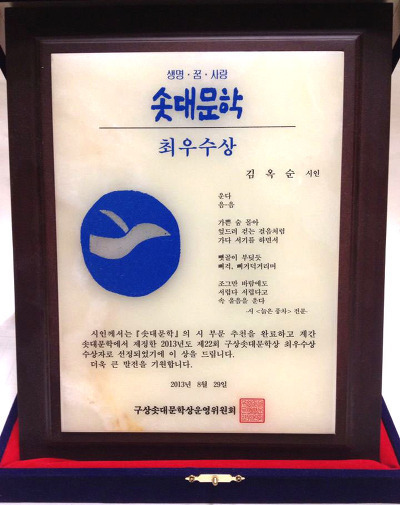 생명·꿈·사랑
솟대문학
최우수상
김옥순 시인
운다
음-음
가쁜 숨 몰아
엎드려 걷는 걸음처럼
가다 서기를 하면서
뼛골이 부딪듯
삐걱, 삐거덕거리며
조그만 바람에도
서럽다 서럽다고
속 울음을 운다
-시 <늙은 풍차> 전문-
시인께서는『솟대문학』의 시 부문 추천을 완료하고 계간
솟대문학에서 제정한 2013년도 제22회 구상솟대문학상 최우수상
수상자로 선정되었기에 이 상을 드립니다.
더욱 큰 발전을 기원합니다.
2013년 8월 29일
구상솟대문학상운영위원회